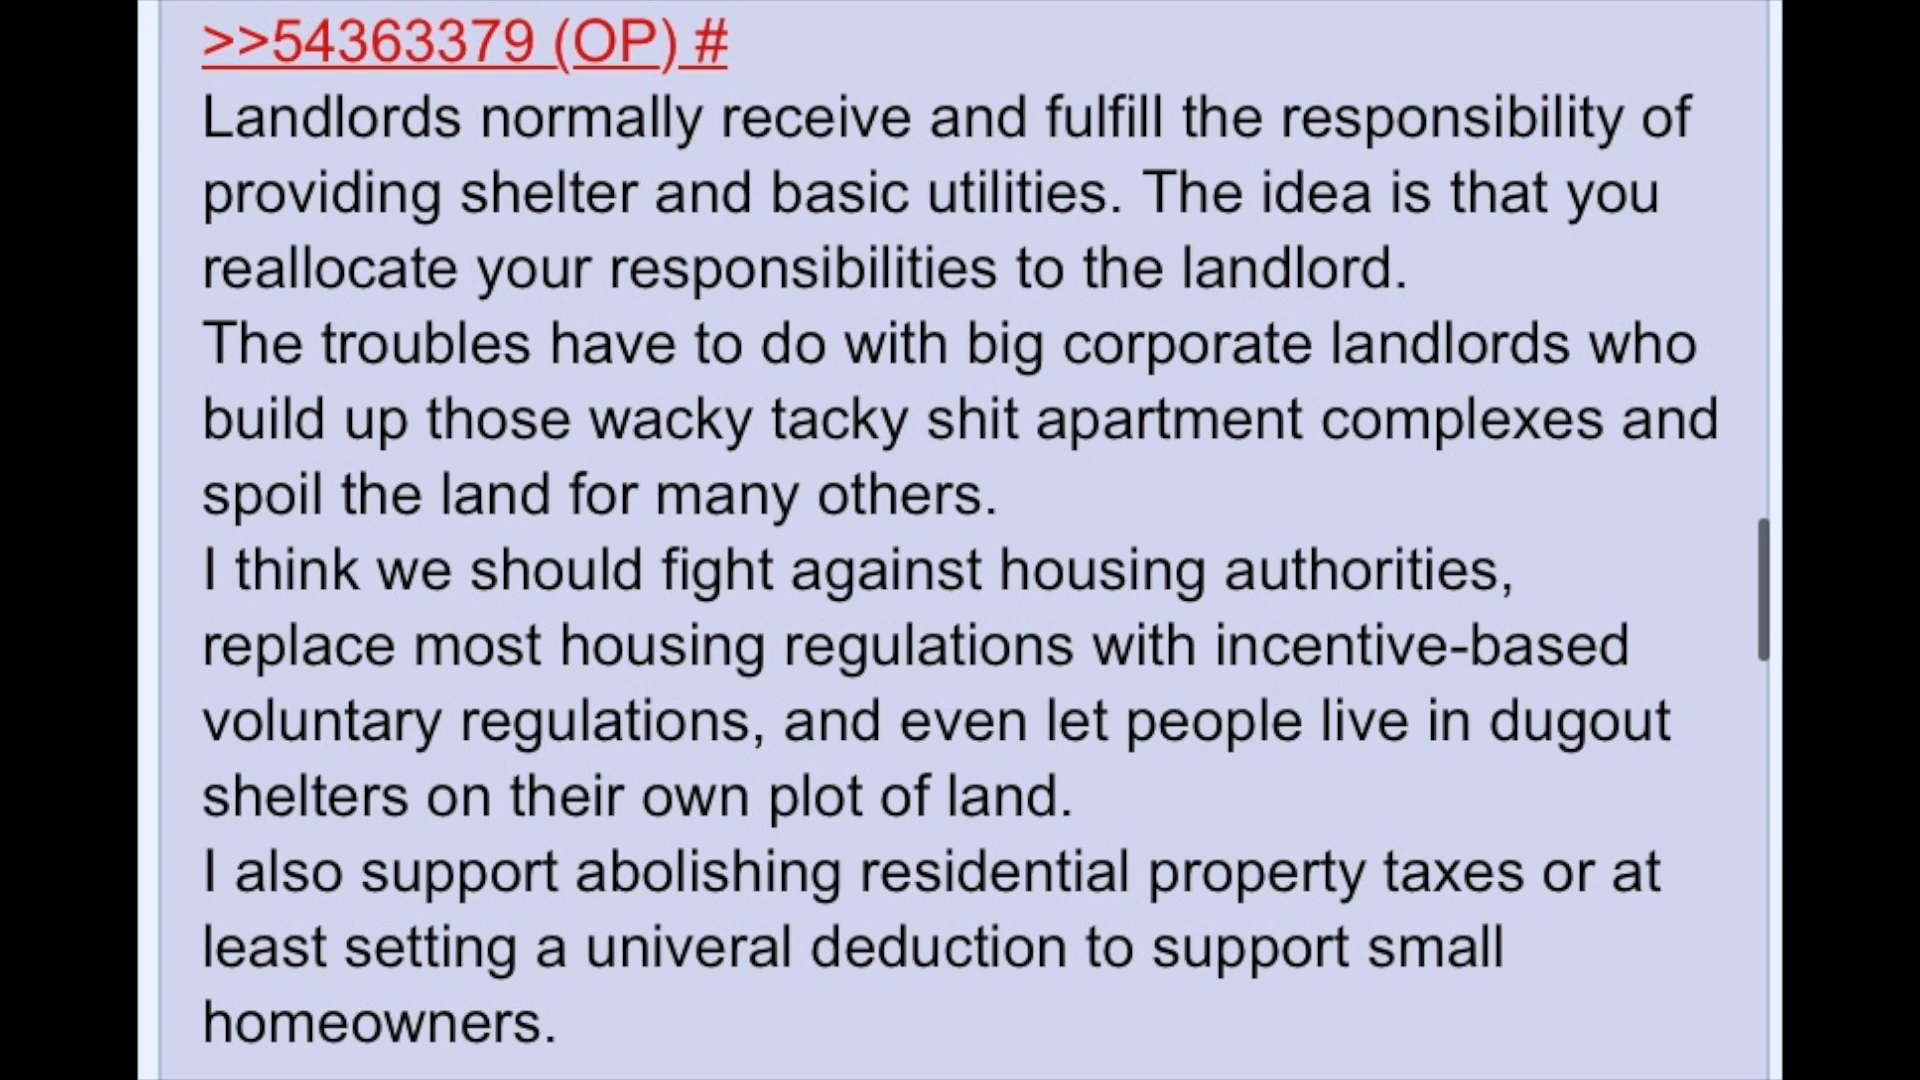 >>54363379 (OP) #
Landlords normally receive and fulfill the responsibility of
providing shelter and basic utilities. The idea is that you
reallocate your responsibilities to the landlord.
The troubles have to do with big corporate landlords who
build up those wacky tacky shit apartment complexes and
spoil the land for many others.
I think we should fight against housing authorities,
replace most housing regulations with incentive-based
voluntary regulations, and even let people live in dugout
shelters on their own plot of land.
I also support abolishing residential property taxes or at
least setting a univeral deduction to support small
homeowners.